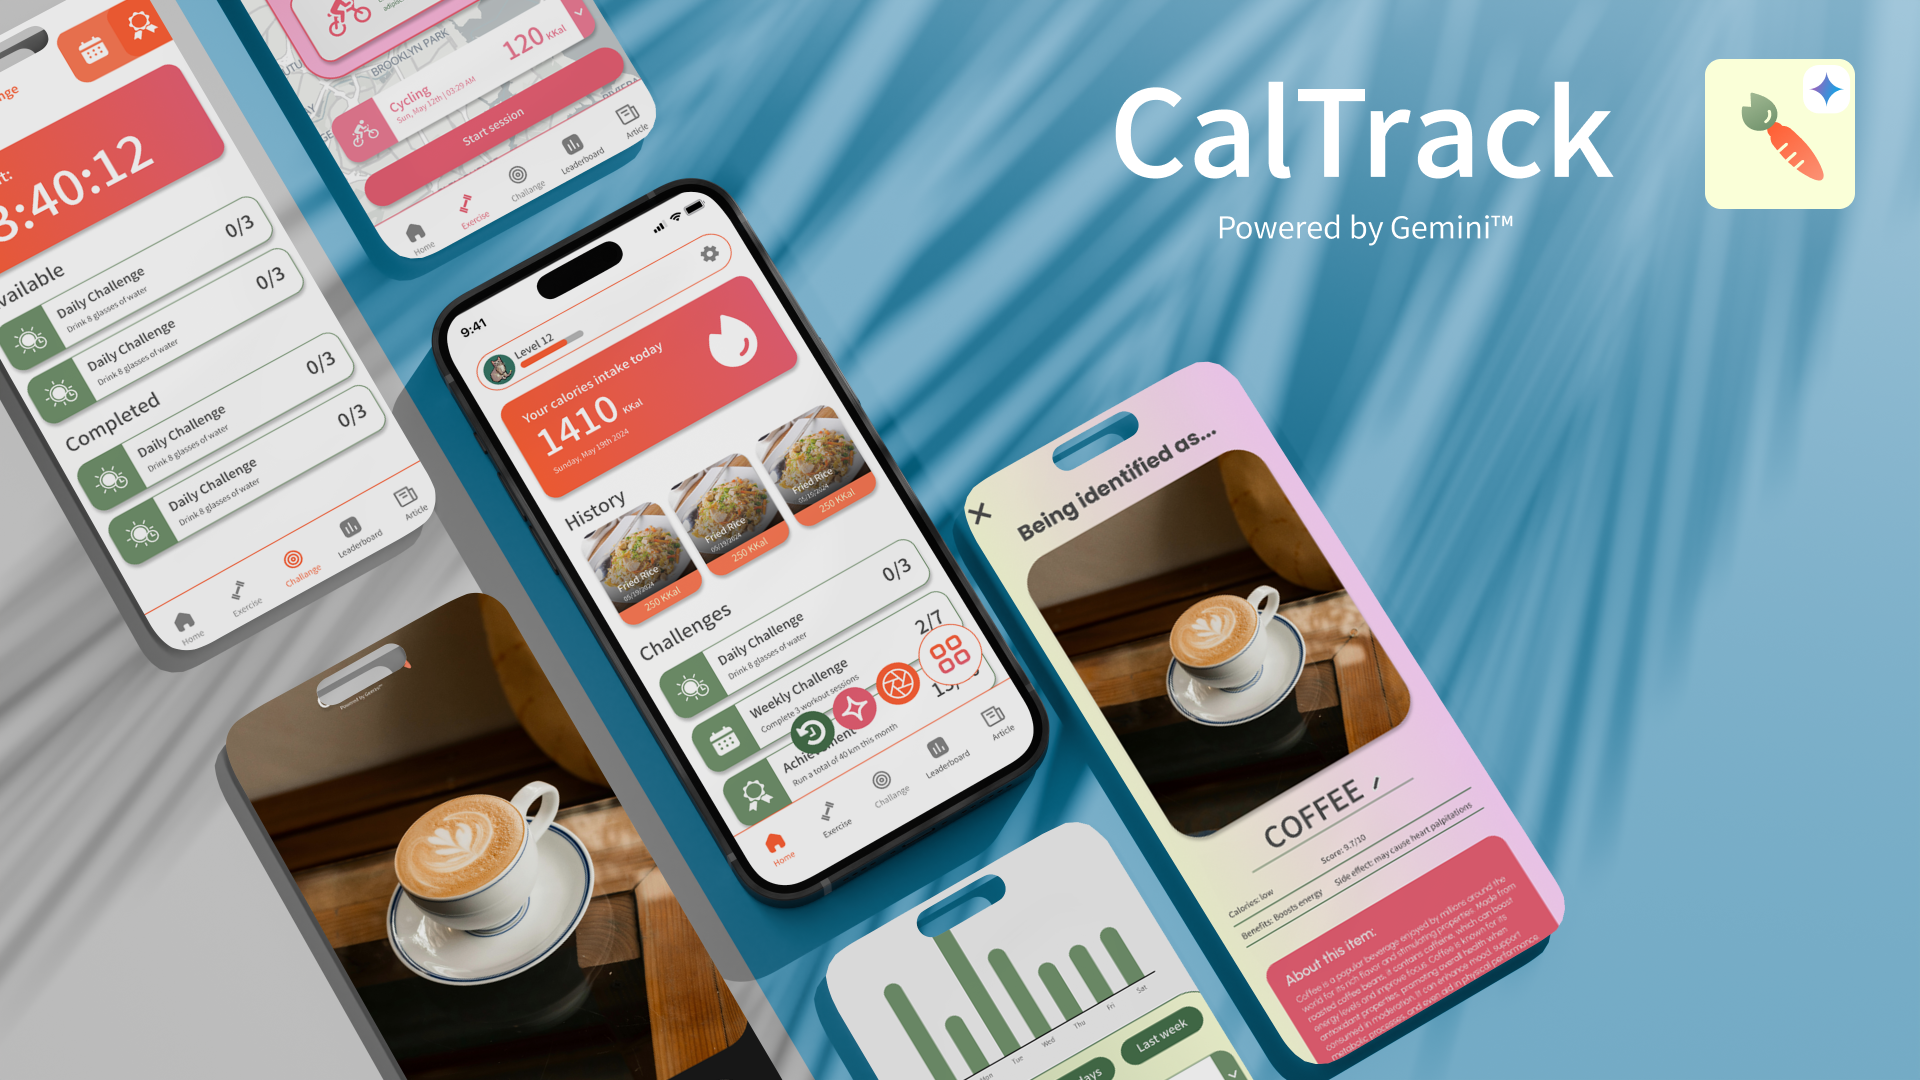 CalTrack
Powered by Gemini™
BROOKLYN PARK
120 KKal
Cycling
Sun, May 12th | 03:29 AM
Start session
Home
Exercise
Challange
Leaderboard
Article
:40:12
0/3
Daily Challenge
Drink 8 glasses of water
0/3
Daily Challenge
Drink 8 glasses of water
Completed
0/3
Daily Challenge
Drink 8 glasses of water
0/3
Daily Challenge
Drink 8 glasses of water
Home
Exercise
Challange
Leaderboard
Article
Powered by Gemini™
9:41
Level 12
Your calories intake today
1410 KKal
Sunday, May 19th 2024
History
Fried Rice
05/19/2024
250 KKal
Fried Rice
05/19/2024
250 KKal
Fried Rice
05/19/2024
250 KKal
Challenges
0/3
Daily Challenge
Drink 8 glasses of water
2/7
Weekly Challenge
Complete 3 workout sessions
Run a total of 40 km this month
Home
Exercise
Challange
Leaderboard
Article
Being identified as...
COFFEE
Score: 9.7/10
Calories: low
Side effect: may cause heart palpitations
Benefits: Boosts energy
About this item:
Coffee is a popular beverage enjoyed by millions around the
world for its rich flavor and stimulating properties. Made from
roasted coffee beans, it contains caffeine, which can boost
energy levels and improve focus. Coffee is known for its
antioxidant properties, promoting overall health when
consumed in moderation. It can enhance mood, support
metabolic processes, and even aid in physical performance
Mon
Tue
Wed
Thu
Fri
Sat
days
Last week